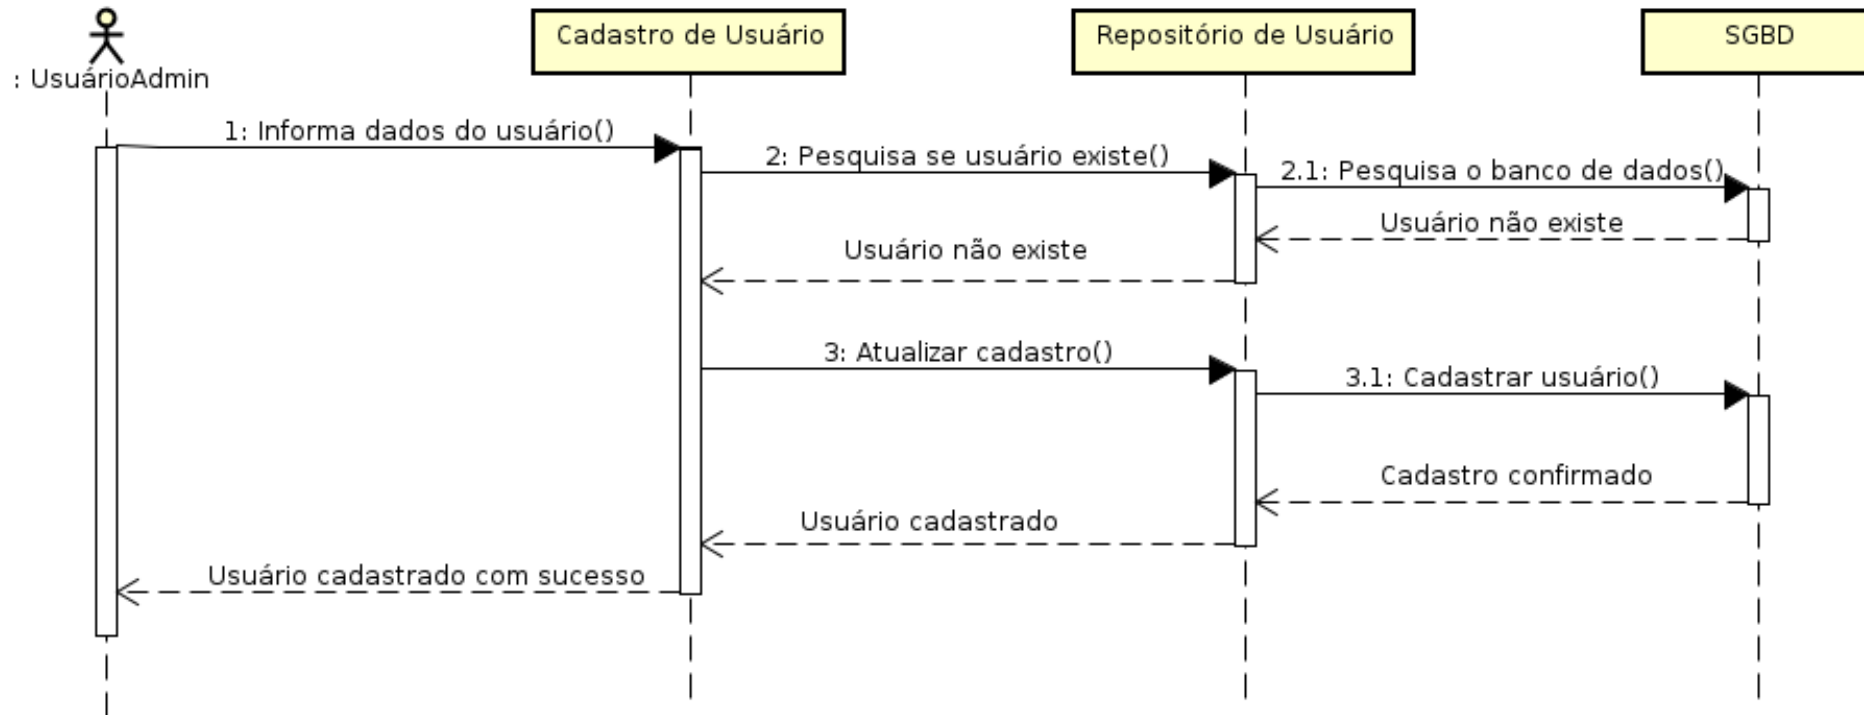 Cadastro de Usuário
Repositório de Usuário
SGBD
: UsuárioAdmin
1: Informa dados do usuário()
2: Pesquisa se usuário existe()
2.1: Pesquisa o banco de dados()
Usuário não existe
Usuário não existe
3: Atualizar cadastro()
3.1: Cadastrar usuário()
Cadastro confirmado
Usuário cadastrado
Usuário cadastrado com sucesso